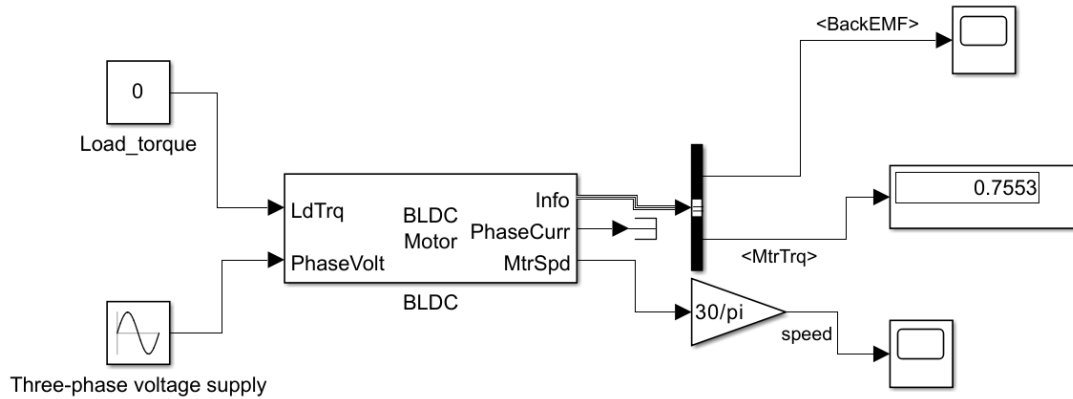 <BackEMF>
0
Load_torque
LdTrq
PhaseVolt
BLDC
Motor
Info
PhaseCurr
MtrSpd
BLDC
0.7553
<MtrTrq>
30/pi
speed
Three-phase voltage supply